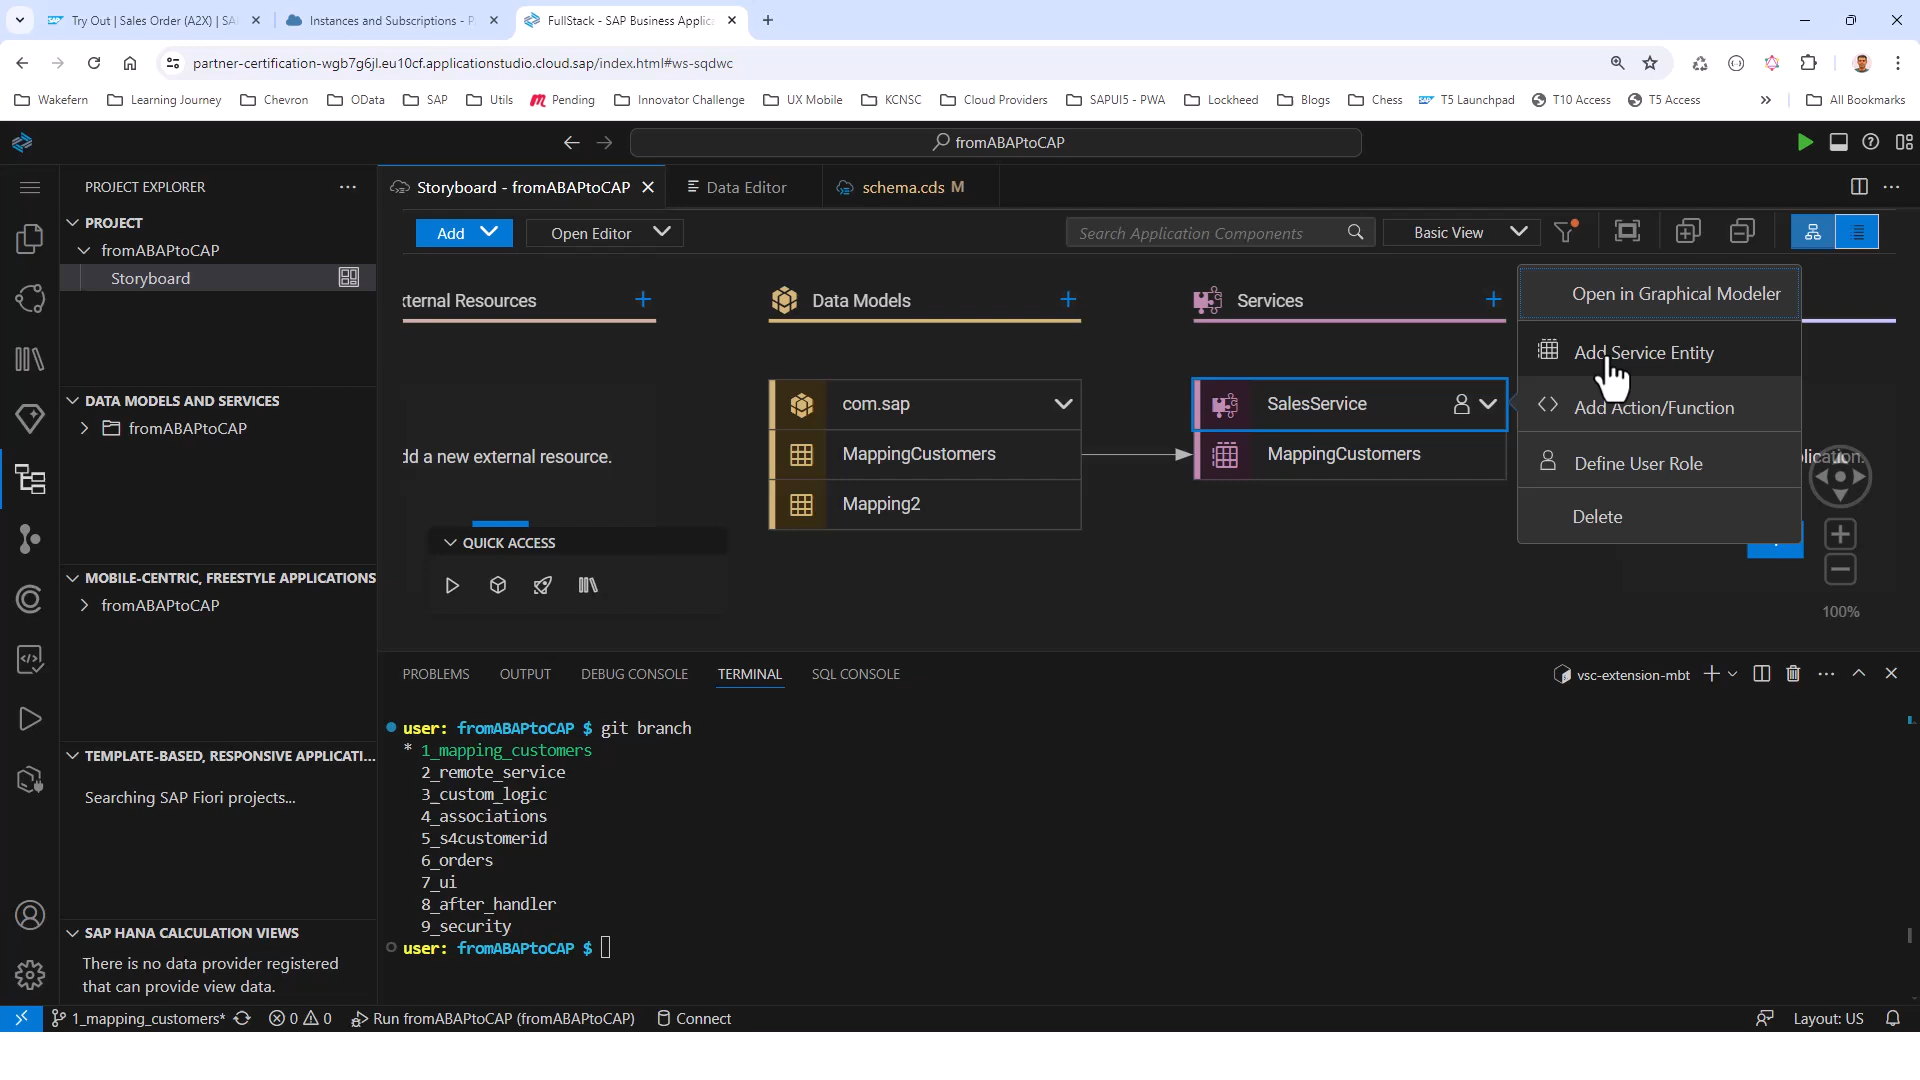 Try Out | Sales Order (A2X) | SA
Instances and Subscriptions - P
FullStack - SAP Business Applica
partner-certification-wgb7g6jl.eu10cf.applicationstudio.cloud.sap/index.html#ws-sqdwc
Wakefern
Learning Journey
Chevron
OData
SAP
Utils
Pending
Innovator Challenge
UX Mobile
KCNSC
Cloud Providers
SAPUI5 - PWA
Lockheed
Blogs
Chess
T5 Launchpad
T10 Access
T5 Access
All Bookmarks
fromABAPtoCAP
PROJECT EXPLORER
Storyboard - fromABAPtoCAP
Data Editor
schema.cds M
PROJECT
fromABAPtoCAP
Storyboard
Add
Open Editor
Search Application Components
Basic View
xternal Resources
Data Models
Services
Open in Graphical Modeler
Add Service Entity
Add Action/Function
Define User Role
Delete
com.sap
MappingCustomers
Mapping2
SalesService
MappingCustomers
dd a new external resource.
plication.
DATA MODELS AND SERVICES
fromABAPtoCAP
QUICK ACCESS
100%
MOBILE-CENTRIC, FREESTYLE APPLICATIONS
fromABAPtoCAP
TEMPLATE-BASED, RESPONSIVE APPLICATI...
Searching SAP Fiori projects...
SAP HANA CALCULATION VIEWS
There is no data provider registered
that can provide view data.
PROBLEMS
OUTPUT
DEBUG CONSOLE
TERMINAL
SQL CONSOLE
vsc-extension-mbt
user: fromABAPtoCAP $ git branch
* 1_mapping_customers
2_remote_service
3_custom_logic
4_associations
5_s4customerid
6_orders
7_ui
8_after_handler
9_security
user: fromABAPtoCAP $
1_mapping_customers*
0
0
Run fromABAPtoCAP (fromABAPtoCAP)
Connect
Layout: US